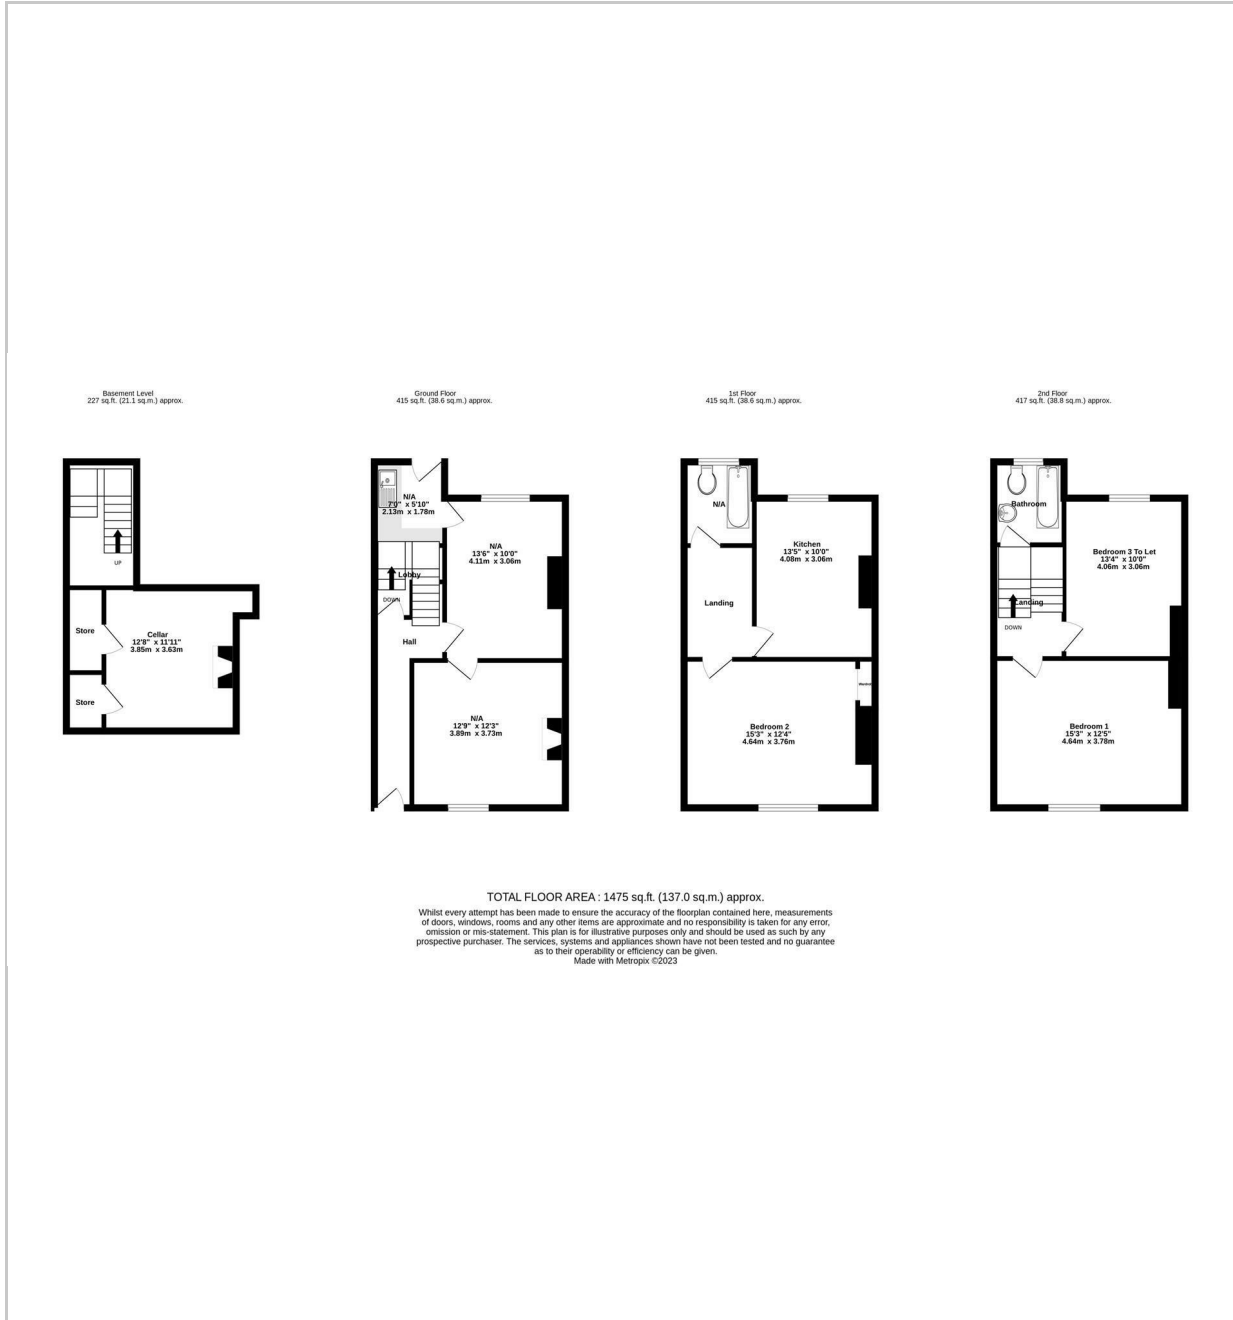 Basement Level
227 sq.ft. (21.1 sq.m.) approx.
UP
Store
Cellar
12'8" x 11'11"
3.85m x 3.63m
Store
Ground Floor
415 sq.ft. (38.6 sq.m.) approx.
N/A
7'0" x 5'10"
2.13m x 1.78m
N/A
13'6" x 10'0"
4.11m x 3.06m
Lobby
DOWN
Hall
N/A
12'9" x 12'3"
3.89m x 3.73m
1st Floor
415 sq.ft. (38.6 sq.m.) approx.
N/A
Kitchen
13'5" x 10'0"
4.08m x 3.06m
Landing
Bedroom 2
15'3" x 12'4"
4.64m x 3.76m
2nd Floor
417 sq.ft. (38.8 sq.m.) approx.
Bathroom
Bedroom 3 To Let
13'4" x 10'0"
4.06m x 3.06m
Landing
DOWN
Bedroom 1
15'3" x 12'5"
4.64m x 3.78m
TOTAL FLOOR AREA : 1475 sq.ft. (137.0 sq.m.) approx.
Whilst every attempt has been made to ensure the accuracy of the floorplan contained here, measurements
of doors, windows, rooms and any other items are approximate and no responsibility is taken for any error,
omission or mis-statement. This plan is for illustrative purposes only and should be used as such by any
prospective purchaser. The services, systems and appliances shown have not been tested and no guarantee
as to their operability or efficiency can be given.
Made with Metropix ©2023